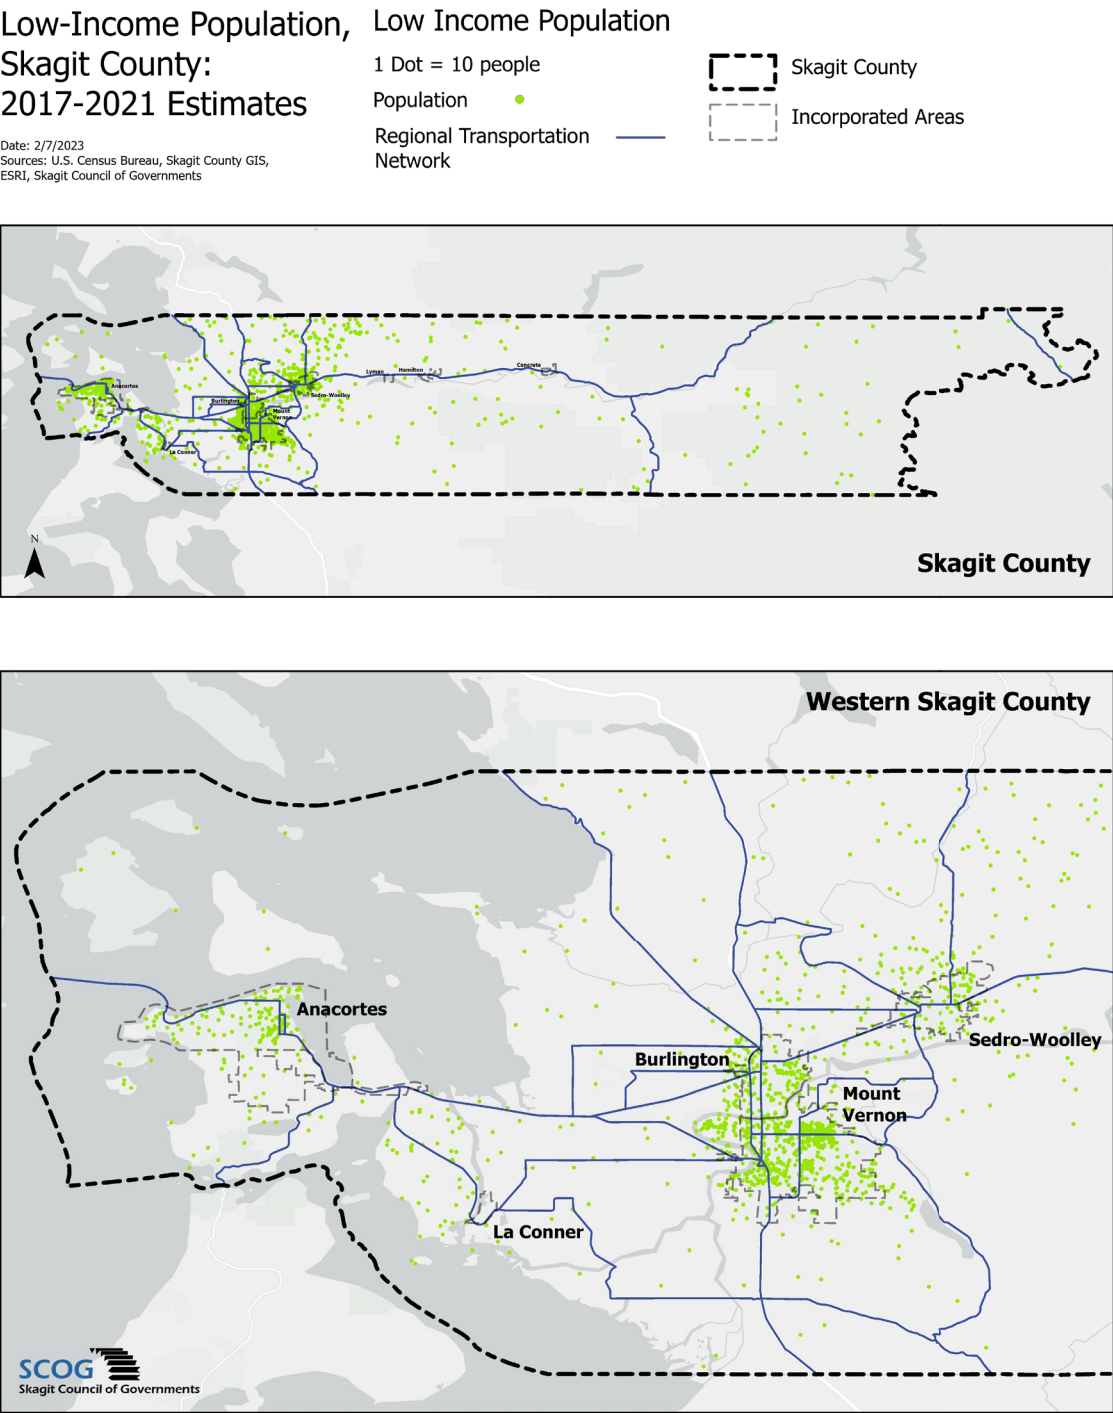 Low-Income Population,
Skagit County:
2017-2021 Estimates
Date: 2/7/2023
Sources: U.S. Census Bureau, Skagit County GIS,
ESRI, Skagit Council of Governments
Low Income Population
1 Dot = 10 people
Population
Regional Transportation
Network
Skagit County
Incorporated Areas
Anacortes
Burlington
Mount
Vernon
La Conner
Sedro-Woolley
Lyman
Hamilton
Concrete
N
Skagit County
Western Skagit County
Anacortes
Burlington
Sedro-Woolley
Mount
Vernon
La Conner
SCOG
Skagit Council of Governments